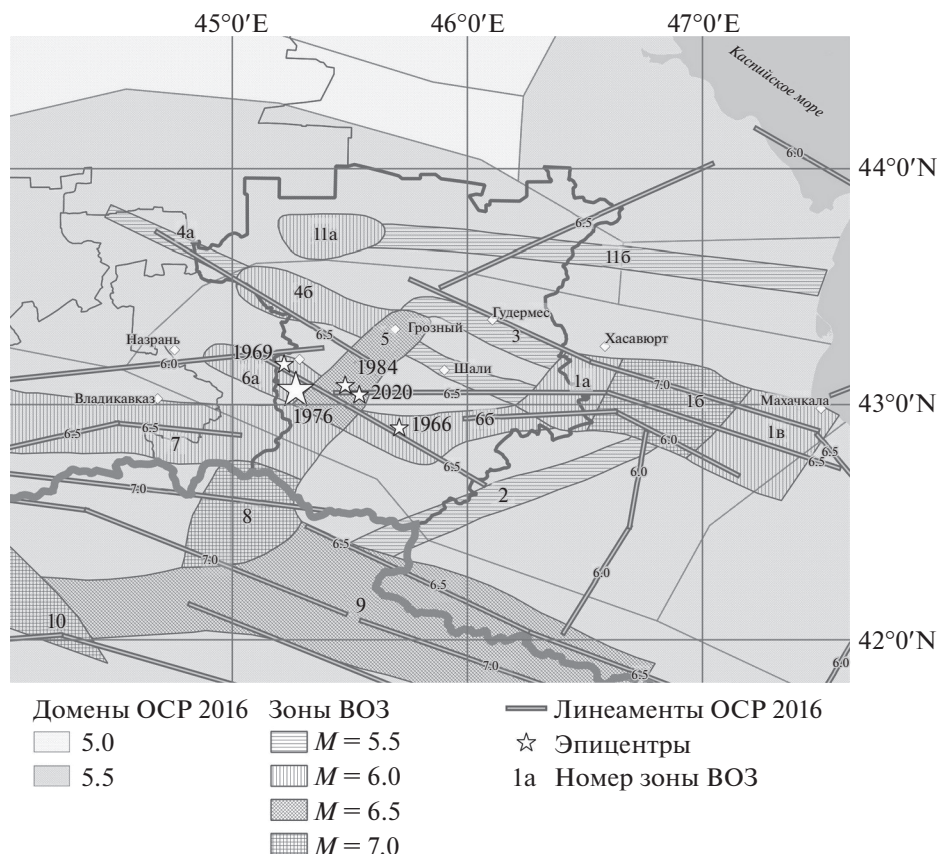 45°0′E 46°0′E 47°0′E
Каспийское море
6.0
44°0′N
6.5
4а
11а
11б
4б
Гудермес
Грозный
5
3
6.5
Хасавюрт
Назрань
1969
6.0
1984
Шали
7.0
6а
2020
6.5
1а
1б
Владикавказ
1976
Махачкала
43°0′N
1966
6б
1в
6.5
6.5
7
6.0
6.5
6.5
6.5
6.0
7.0
2
8
6.5
7.0
6.5
6.0
9
10
42°0′N
7.0
6.5
6.0
Домены ОСР 2016
5.0
5.5
Зоны ВОЗ
M = 5.5
M = 6.0
M = 6.5
M = 7.0
Линеаменты ОСР 2016
Эпицентры
1а Номер зоны ВОЗ